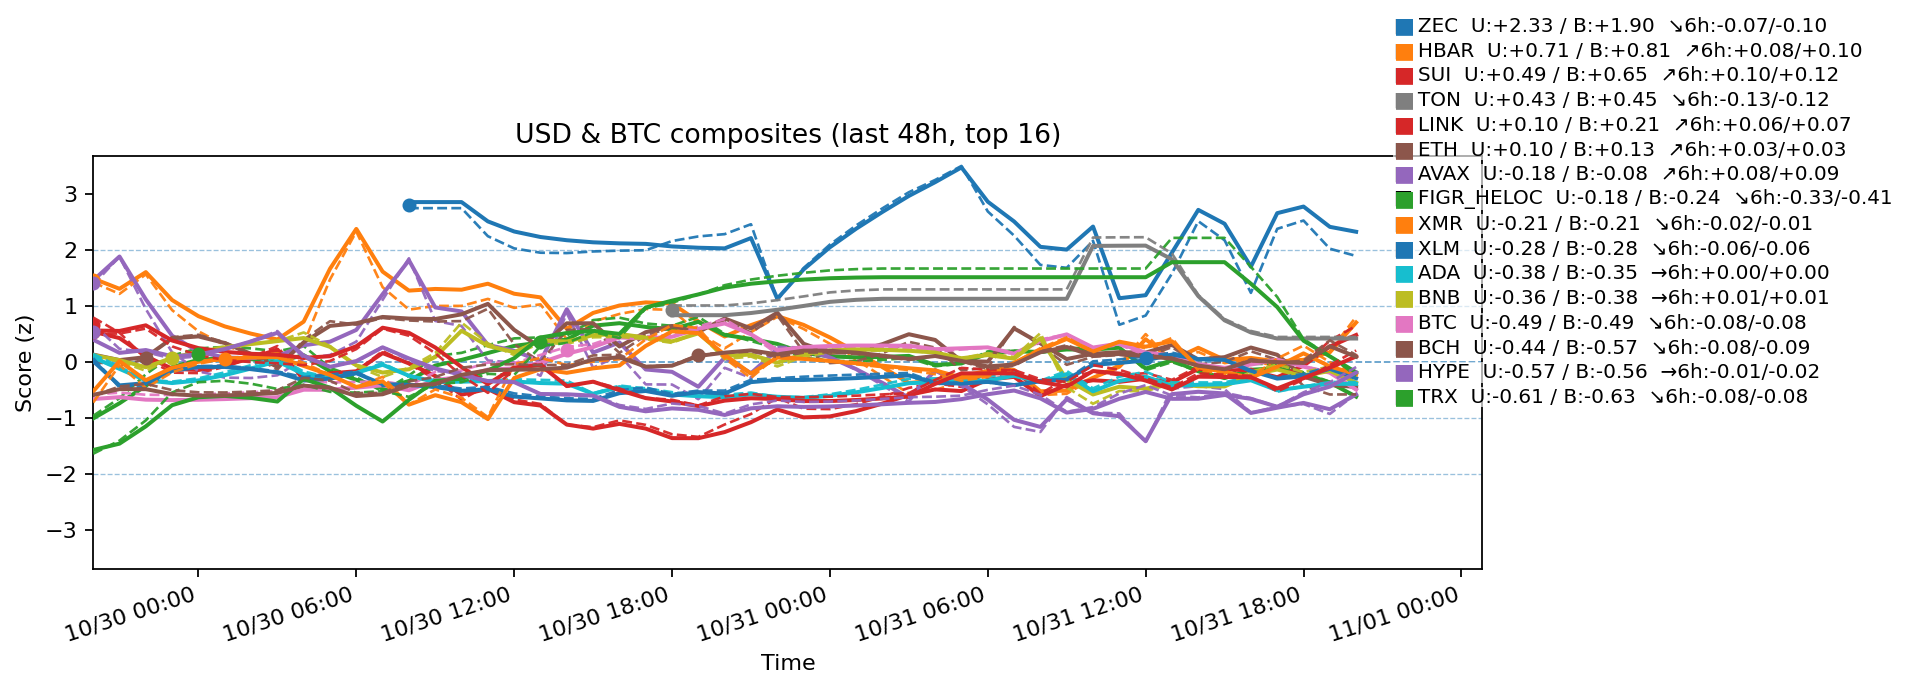 ZEC  U:+2.33 / B:+1.90  ↘6h:-0.07/-0.10
HBAR  U:+0.71 / B:+0.81  ↗6h:+0.08/+0.10
SUI  U:+0.49 / B:+0.65  ↗6h:+0.10/+0.12
TON  U:+0.43 / B:+0.45  ↘6h:-0.13/-0.12
LINK  U:+0.10 / B:+0.21  ↗6h:+0.06/+0.07
ETH  U:+0.10 / B:+0.13  ↗6h:+0.03/+0.03
AVAX  U:-0.18 / B:-0.08  ↗6h:+0.08/+0.09
FIGR_HELOC  U:-0.18 / B:-0.24  ↘6h:-0.33/-0.41
XMR  U:-0.21 / B:-0.21  ↘6h:-0.02/-0.01
XLM  U:-0.28 / B:-0.28  ↘6h:-0.06/-0.06
ADA  U:-0.38 / B:-0.35  →6h:+0.00/+0.00
BNB  U:-0.36 / B:-0.38  →6h:+0.01/+0.01
BTC  U:-0.49 / B:-0.49  ↘6h:-0.08/-0.08
BCH  U:-0.44 / B:-0.57  ↘6h:-0.08/-0.09
HYPE  U:-0.57 / B:-0.56  →6h:-0.01/-0.02
TRX  U:-0.61 / B:-0.63  ↘6h:-0.08/-0.08
USD & BTC composites (last 48h, top 16)
Score (z)
3
2
1
0
−1
−2
−3
10/30 00:00
10/30 06:00
10/30 12:00
10/30 18:00
10/31 00:00
10/31 06:00
10/31 12:00
10/31 18:00
11/01 00:00
Time